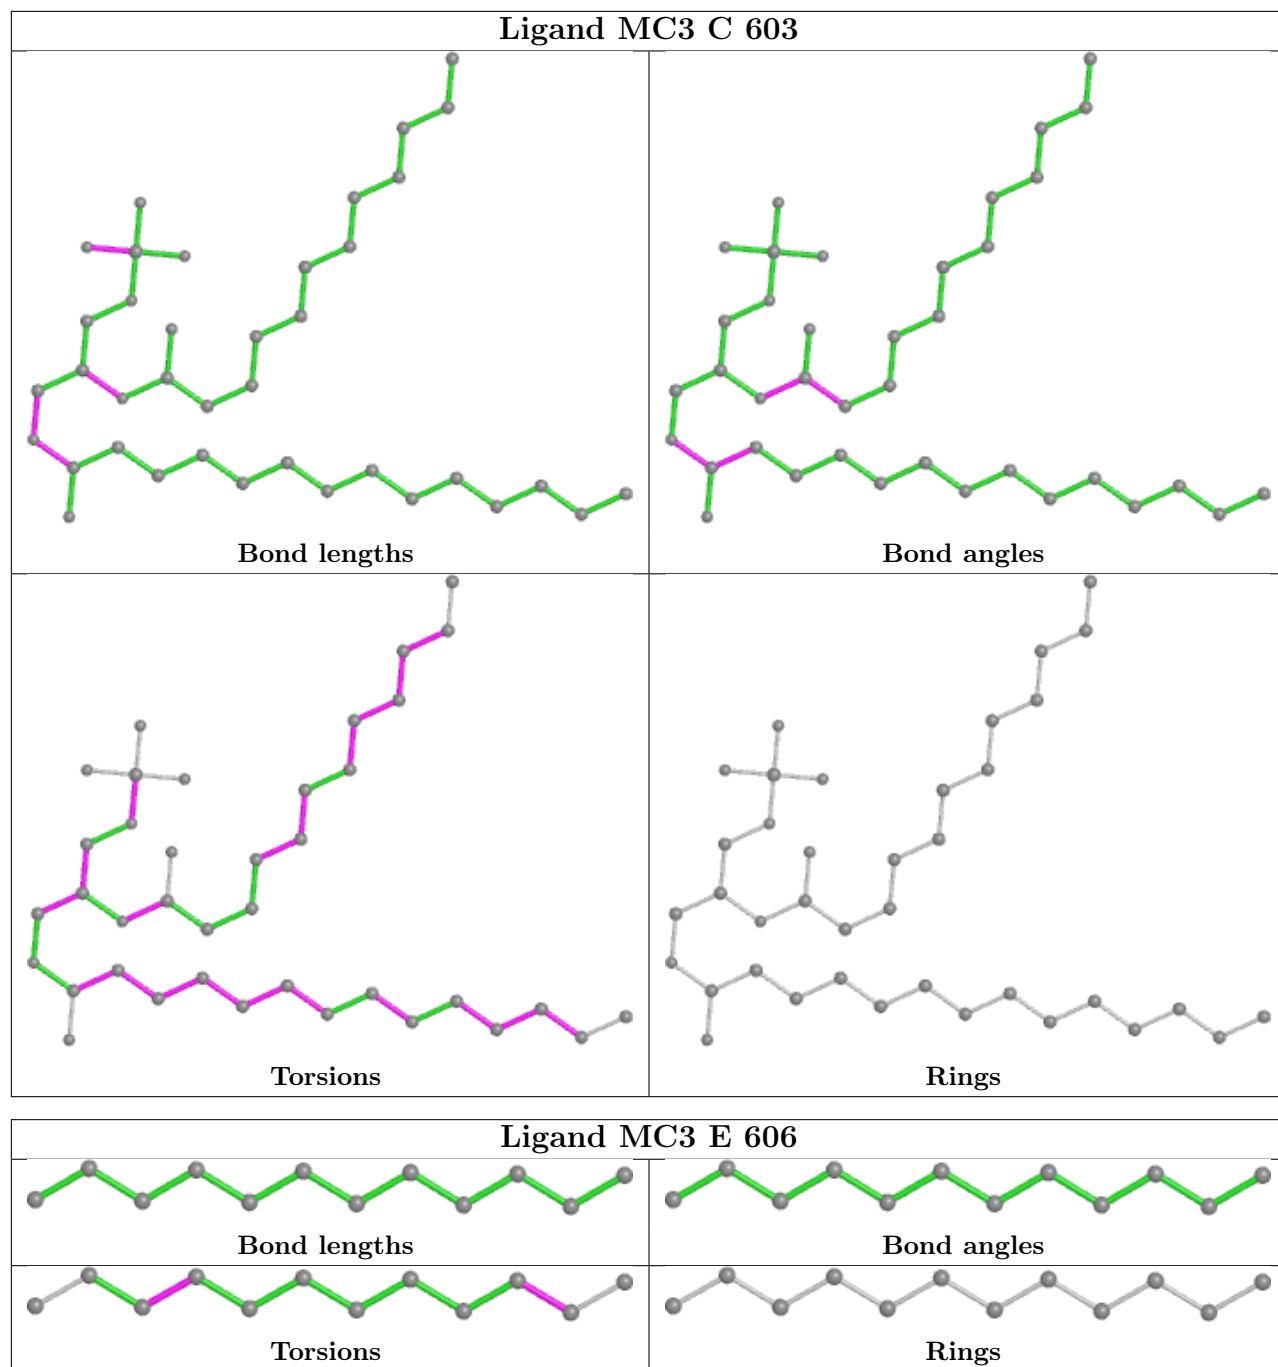 Ligand MC3 C 603
Bond lengths
Bond angles
Torsions
Rings
Ligand MC3 E 606
Bond lengths
Bond angles
Torsions
Rings